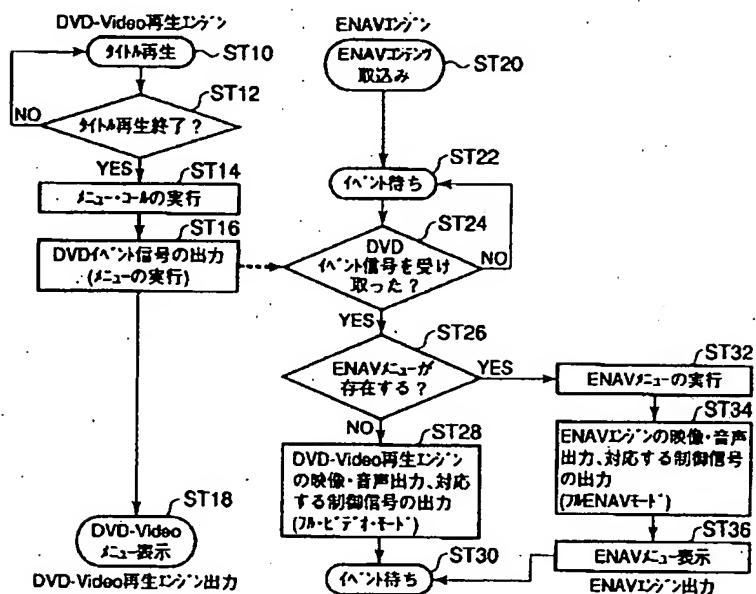 DVD-Video再生ｴﾝｼﾞﾝ
ﾀｲﾄﾙ再生
ST10
ST12
NO
ﾀｲﾄﾙ再生終了？
YES
ST14
ﾒﾆｭｰ･ｺｰﾙの実行
ST16
DVDｲﾍﾞﾝﾄ信号の出力
(ﾒﾆｭｰの実行)
ST18
DVD-Video
ﾒﾆｭｰ表示
DVD-Video再生ｴﾝｼﾞﾝ出力
ENAVｴﾝｼﾞﾝ
ENAVｺﾝﾃﾝﾂ
取込み
ST20
ST22
ｲﾍﾞﾝﾄ待ち
ST24
DVD
ｲﾍﾞﾝﾄ信号を受け
取った？
NO
YES
ST26
ENAVﾒﾆｭｰが
存在する？
YES
NO
ST28
DVD-Video再生ｴﾝｼﾞﾝ
の映像・音声出力、対応
する制御信号の出力
(ﾌﾙ･ﾋﾞﾃﾞｵ･ﾓｰﾄﾞ)
ST30
ｲﾍﾞﾝﾄ待ち
ST32
ENAVﾒﾆｭｰの実行
ST34
ENAVｴﾝｼﾞﾝの映像・音声
出力、対応する制御信号
の出力
(ﾌﾙENAVﾓｰﾄﾞ)
ST36
ENAVﾒﾆｭｰ表示
ENAVｴﾝｼﾞﾝ出力